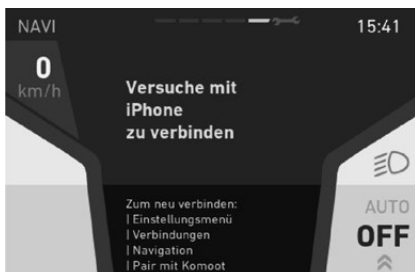 NAVI
15:41
0
km/h
Versuche mit
iPhone
zu verbinden
Zum neu verbinden:
| Einstellungsmenü
| Verbindungen
| Navigation
| Pair mit Komoot
AUTO
OFF